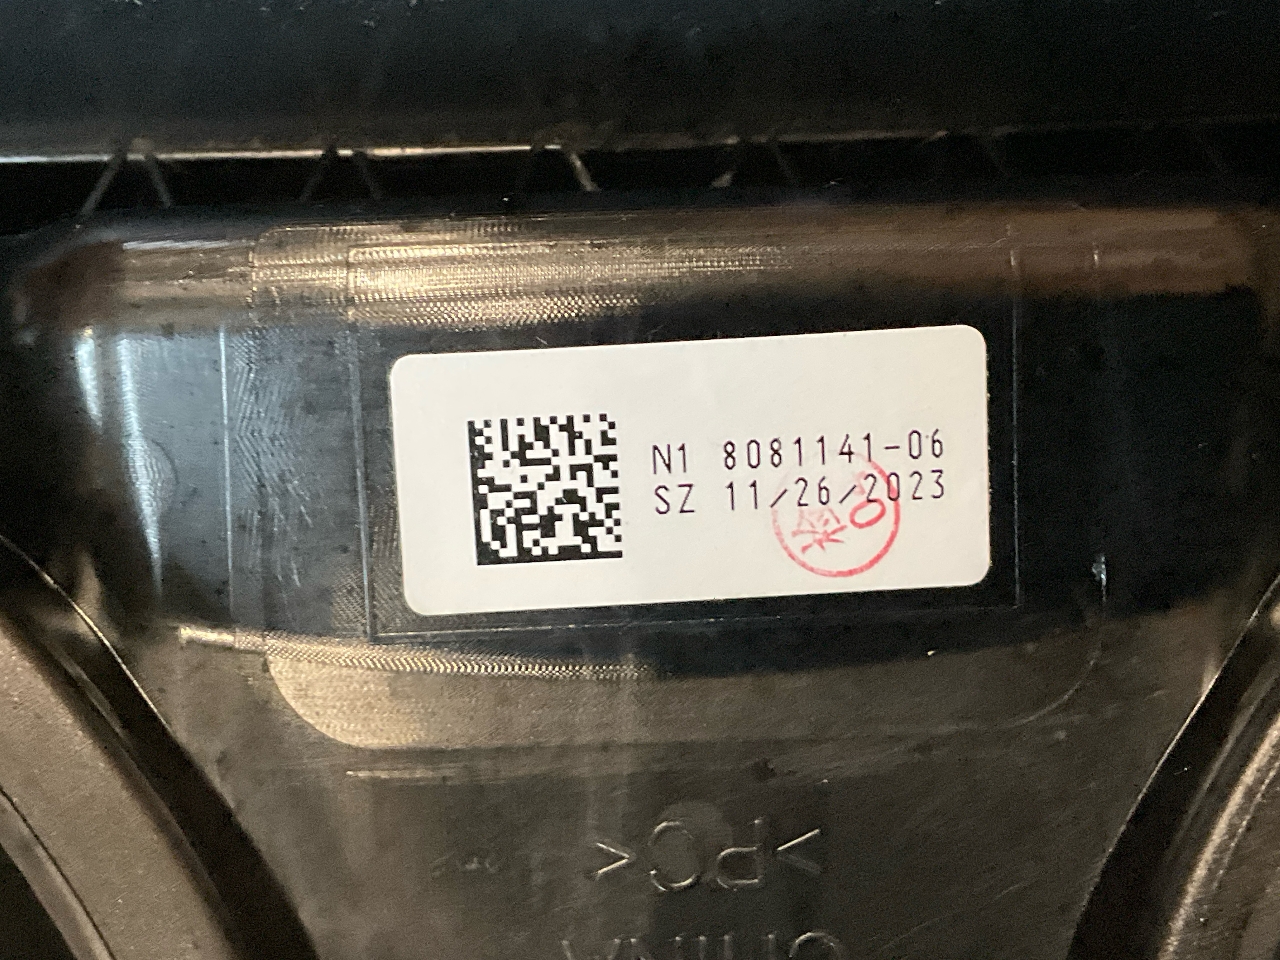 N1 8081141-06
SZ 11/26/2023
>PC<
CHINA